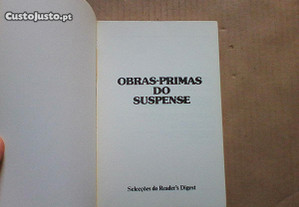 CustoJusto.pt
OBRAS-PRIMAS
DO
SUSPENSE
Selecções do Reader's Digest